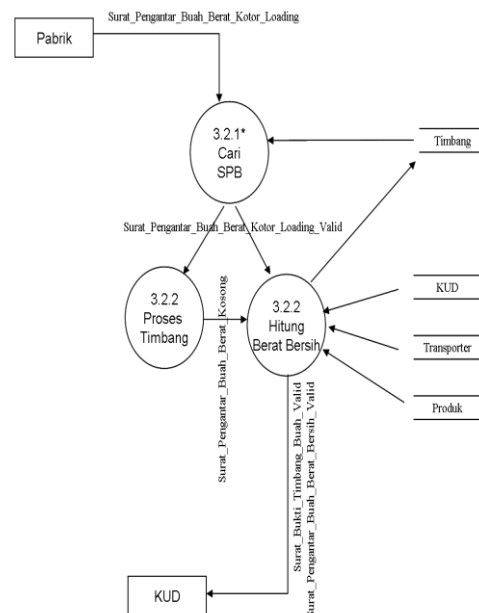 Surat_Pengantar_Buah_Berat_Kotor_Loading
Pabrik
3.2.1*
Cari
SPB
Timbang
Surat_Pengantar_Buah_Berat_Kotor_Loading_Valid
3.2.2
Proses
Timbang
Surat_Pengantar_Buah_Berat_Kosong
3.2.2
Hitung
Berat Bersih
KUD
Transporter
Produk
Surat_Bukti_Timbang_Buah_Valid
Surat_Pengantar_Buah_Berat_Bersih_Valid
KUD